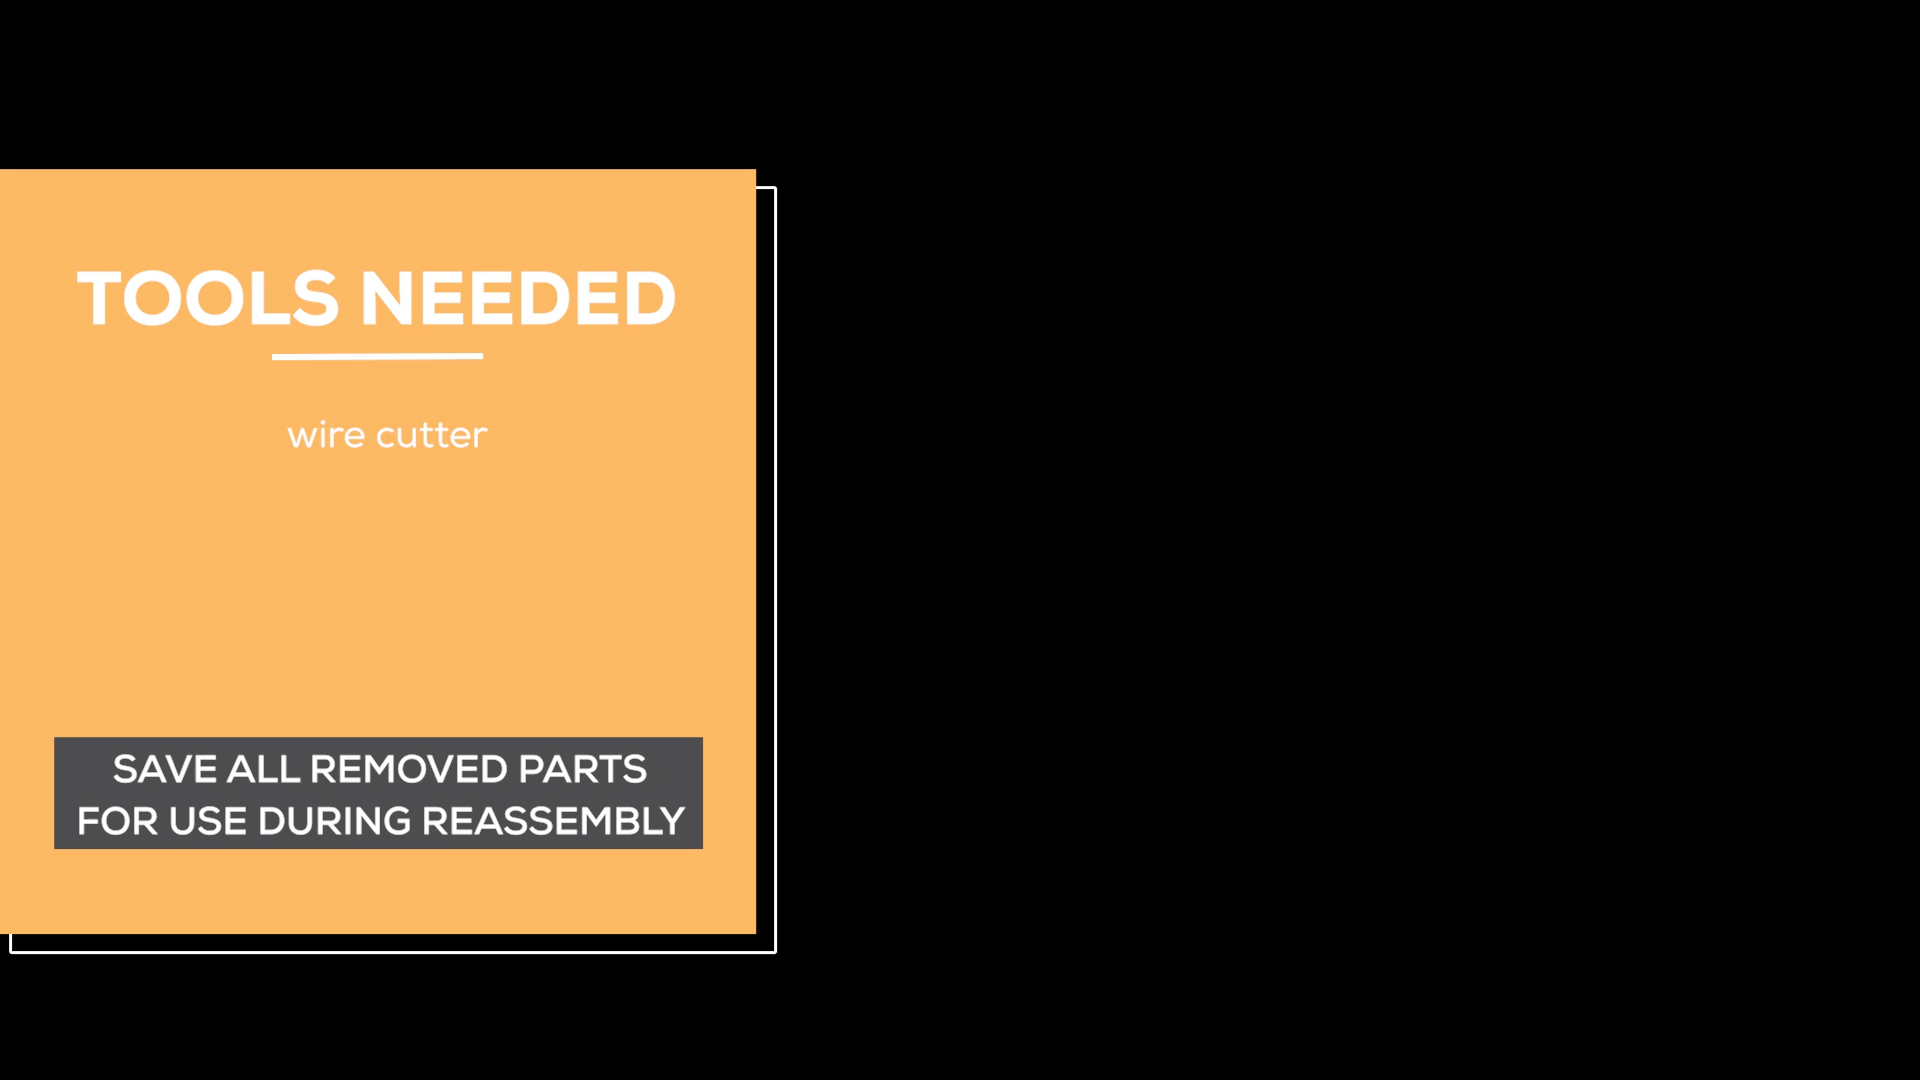 TOOLS NEEDED
wire cutter
SAVE ALL REMOVED PARTS
FOR USE DURING REASSEMBLY